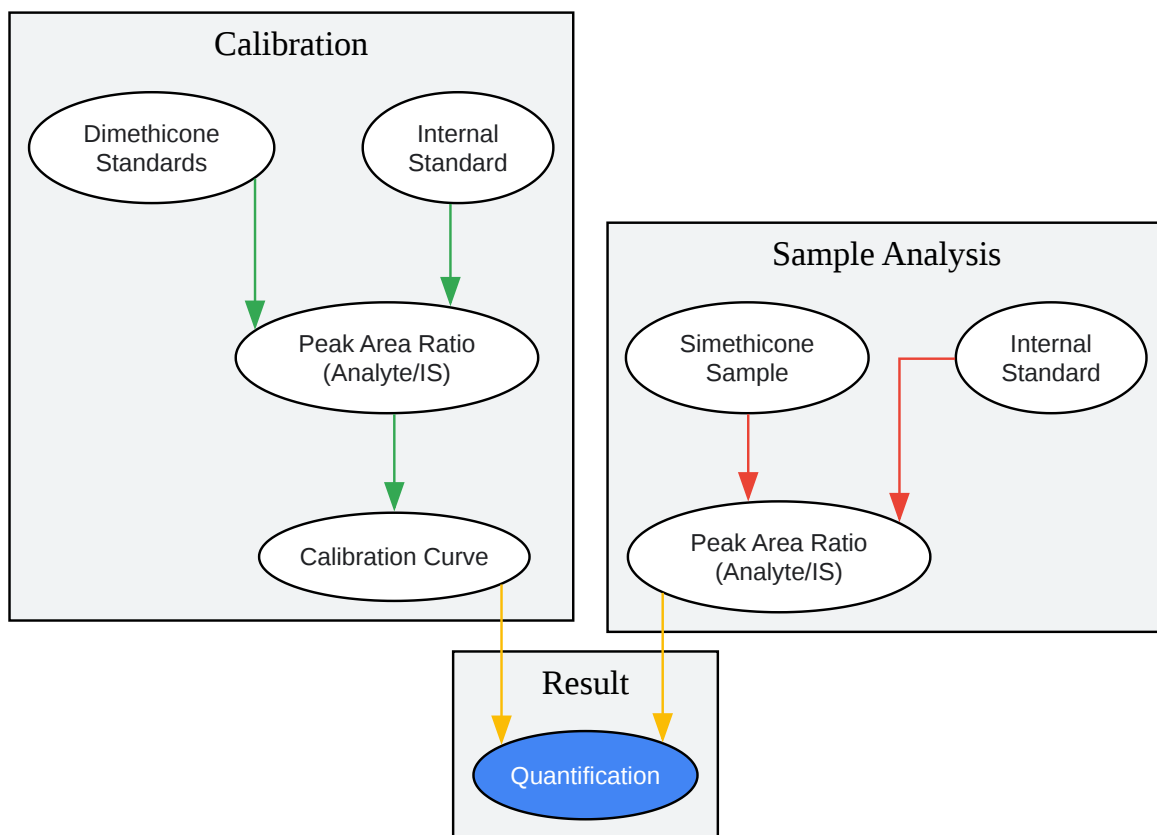 Calibration
Dimethicone
Standards
Internal
Standard
Peak Area Ratio
(Analyte/IS)
Calibration Curve
Sample Analysis
Simethicone
Sample
Internal
Standard
Peak Area Ratio
(Analyte/IS)
Result
Quantification